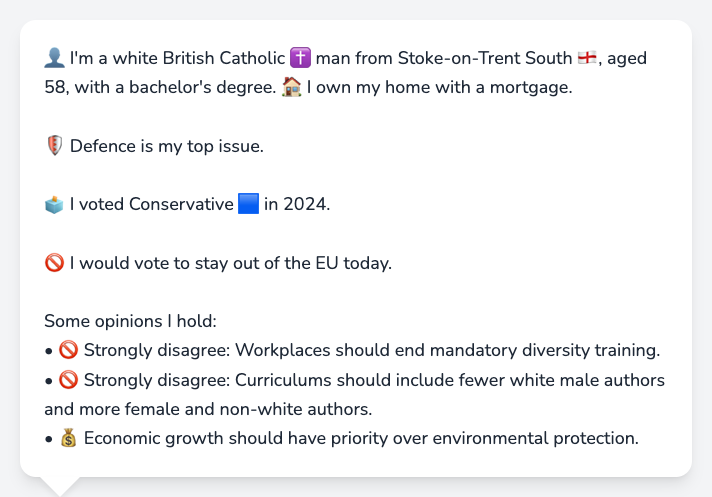 👤 I'm a white British Catholic ✝️ man from Stoke-on-Trent South 🏴󠁧󠁢󠁥󠁮󠁧󠁿, aged
58, with a bachelor's degree. 🏠 I own my home with a mortgage.
🛡️ Defence is my top issue.
🗳️ I voted Conservative 🟦 in 2024.
🚫 I would vote to stay out of the EU today.
Some opinions I hold:
• 🚫 Strongly disagree: Workplaces should end mandatory diversity training.
• 🚫 Strongly disagree: Curriculums should include fewer white male authors
and more female and non-white authors.
• 💰 Economic growth should have priority over environmental protection.